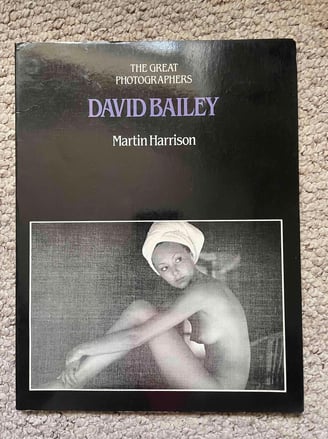 THE GREAT
PHOTOGRAPHERS
DAVID BAILEY
Martin Harrison